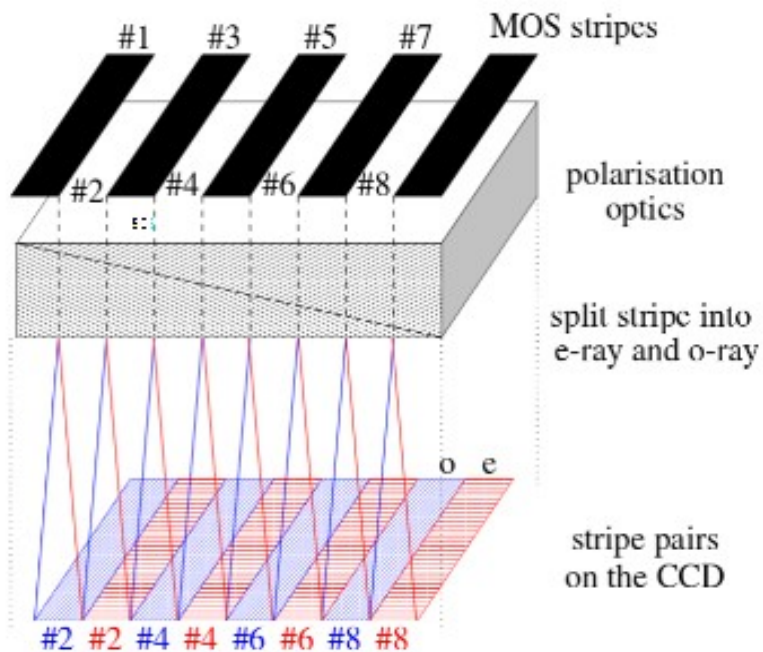 #1 #3 #5 #7 MOS stripes
#2 #4 #6 #8
polarisation
optics
split stripe into
e-ray and o-ray
o e
stripe pairs
on the CCD
#2 #2 #4 #4 #6 #6 #8 #8